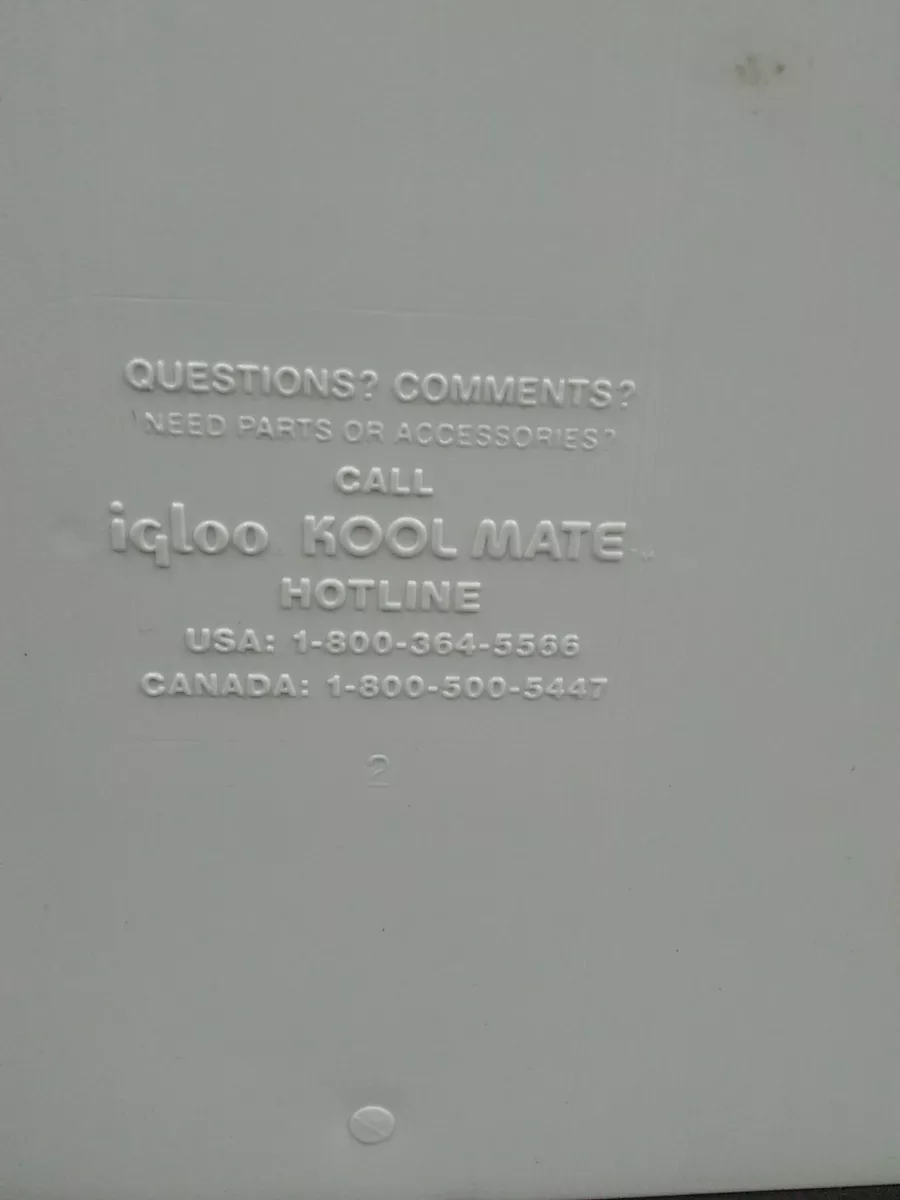 QUESTIONS? COMMENTS?
NEED PARTS OR ACCESSORIES?
CALL
igloo KOOL MATE™
HOTLINE
USA: 1-800-364-5566
CANADA: 1-800-500-5447
2